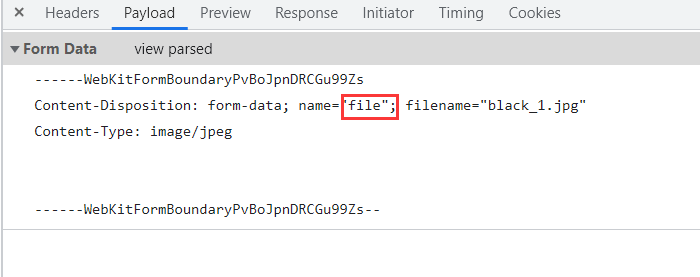 × Headers Payload Preview Response Initiator Timing Cookies
▼ Form Data view parsed
------WebKitFormBoundaryPvBoJpnDRCGu99Zs
Content-Disposition: form-data; name="file"; filename="black_1.jpg"
Content-Type: image/jpeg
------WebKitFormBoundaryPvBoJpnDRCGu99Zs--